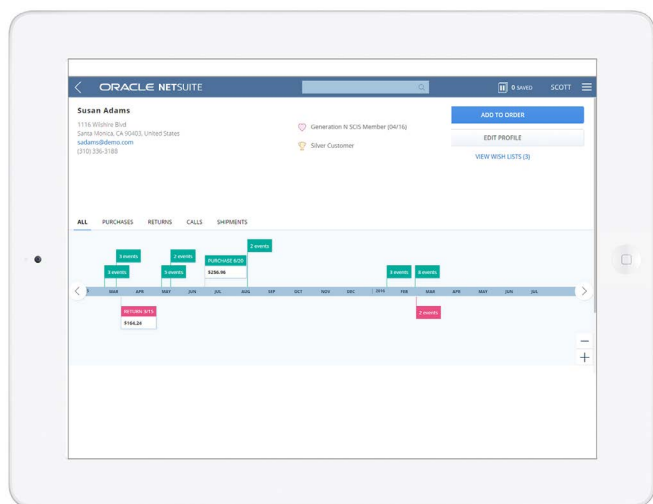 ORACLE NETSUITE
0 SAVED
SCOTT
Susan Adams
1116 Wilshire Blvd
Santa Monica, CA 90403, United States
sadams@demo.com
(310) 336-3188
Generation N SCIS Member (04/16)
Silver Customer
ADD TO ORDER
EDIT PROFILE
VIEW WISH LISTS (3)
ALL PURCHASES RETURNS CALLS SHIPMENTS
2 events
3 events 2 events PURCHASE 6/20
3 events 5 events $256.96 3 events 8 events
MAR APR MAY JUN JUL AUG SEP OCT NOV DEC 2016 FEB MAR APR MAY JUN JUL
RETURN 3/15 2 events
$164.24